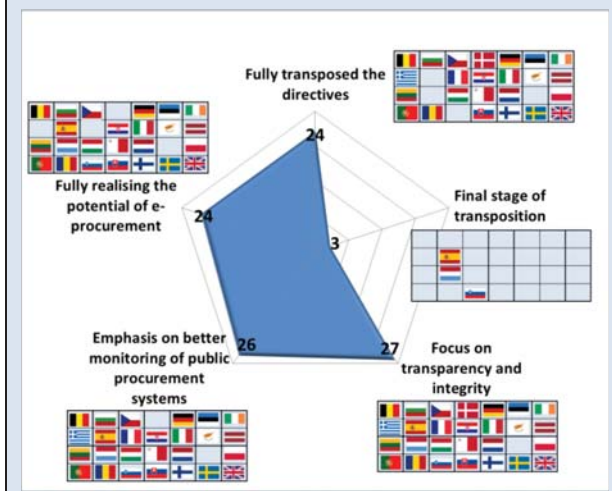 Fully transposed the
directives
24
Final stage of
transposition
3
Focus on
transparency and
integrity
27
Emphasis on better
monitoring of public
procurement
systems
26
Fully realising the
potential of e-
procurement
24